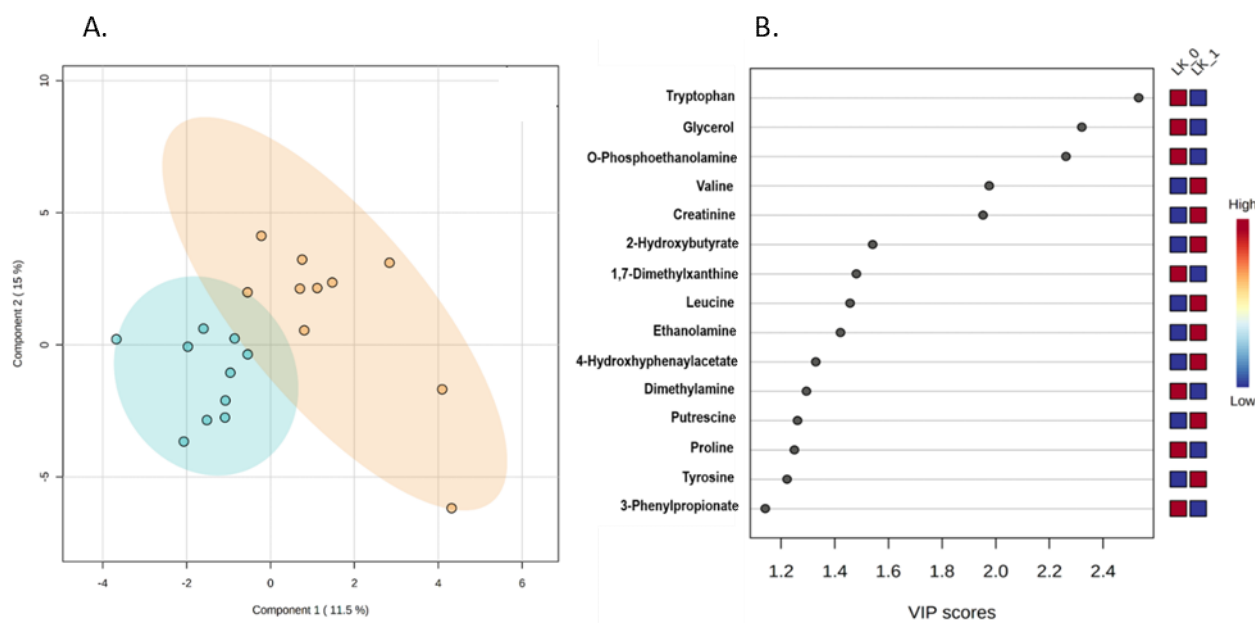 A.
10
5
0
-5
Component 2 ( 15 %)
-4
-2
0
2
4
6
Component 1 ( 11.5 %)
B.
LK_0
LK_1
Tryptophan
Glycerol
O-Phosphoethanolamine
Valine
Creatinine
2-Hydroxybutyrate
1,7-Dimethylxanthine
Leucine
Ethanolamine
4-Hydroxhyphenaylacetate
Dimethylamine
Putrescine
Proline
Tyrosine
3-Phenylpropionate
1.2
1.4
1.6
1.8
2.0
2.2
2.4
VIP scores
High
Low